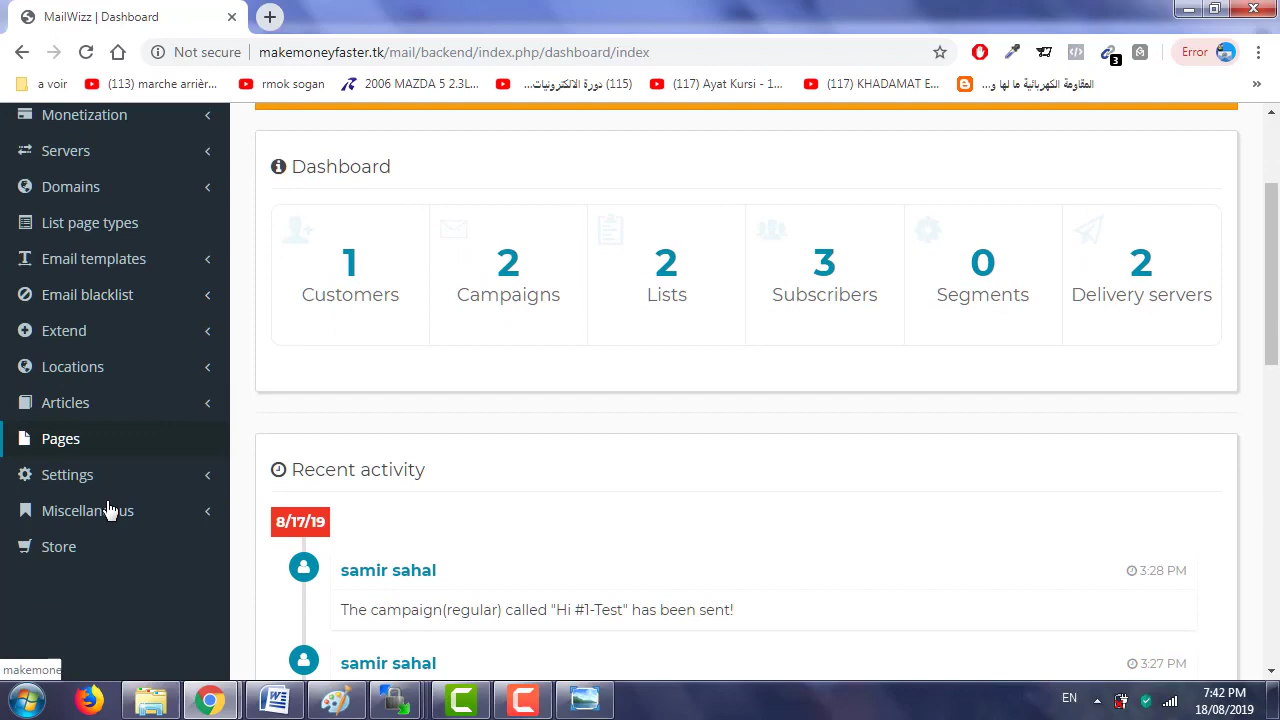 MailWizz | Dashboard
Not secure
makemoneyfaster.tk/mail/backend/index.php/dashboard/index
3
Error
a voir
(113) marche arrièr...
rmok sogan
2006 MAZDA 5 2.3L...
(115) دورة الالكترونيات...
(117) Ayat Kursi - 1...
(117) KHADAMAT E...
المقاومة الكهربائية ما لها و...
»
Monetization
Servers
Domains
List page types
Email templates
Email blacklist
Extend
Locations
Articles
Pages
Settings
Miscellaneous
Store
makemone
Dashboard
1
Customers
2
Campaigns
2
Lists
3
Subscribers
0
Segments
2
Delivery servers
Recent activity
8/17/19
samir sahal
3:28 PM
The campaign(regular) called "Hi #1-Test" has been sent!
samir sahal
3:27 PM
EN
7:42 PM
18/08/2019